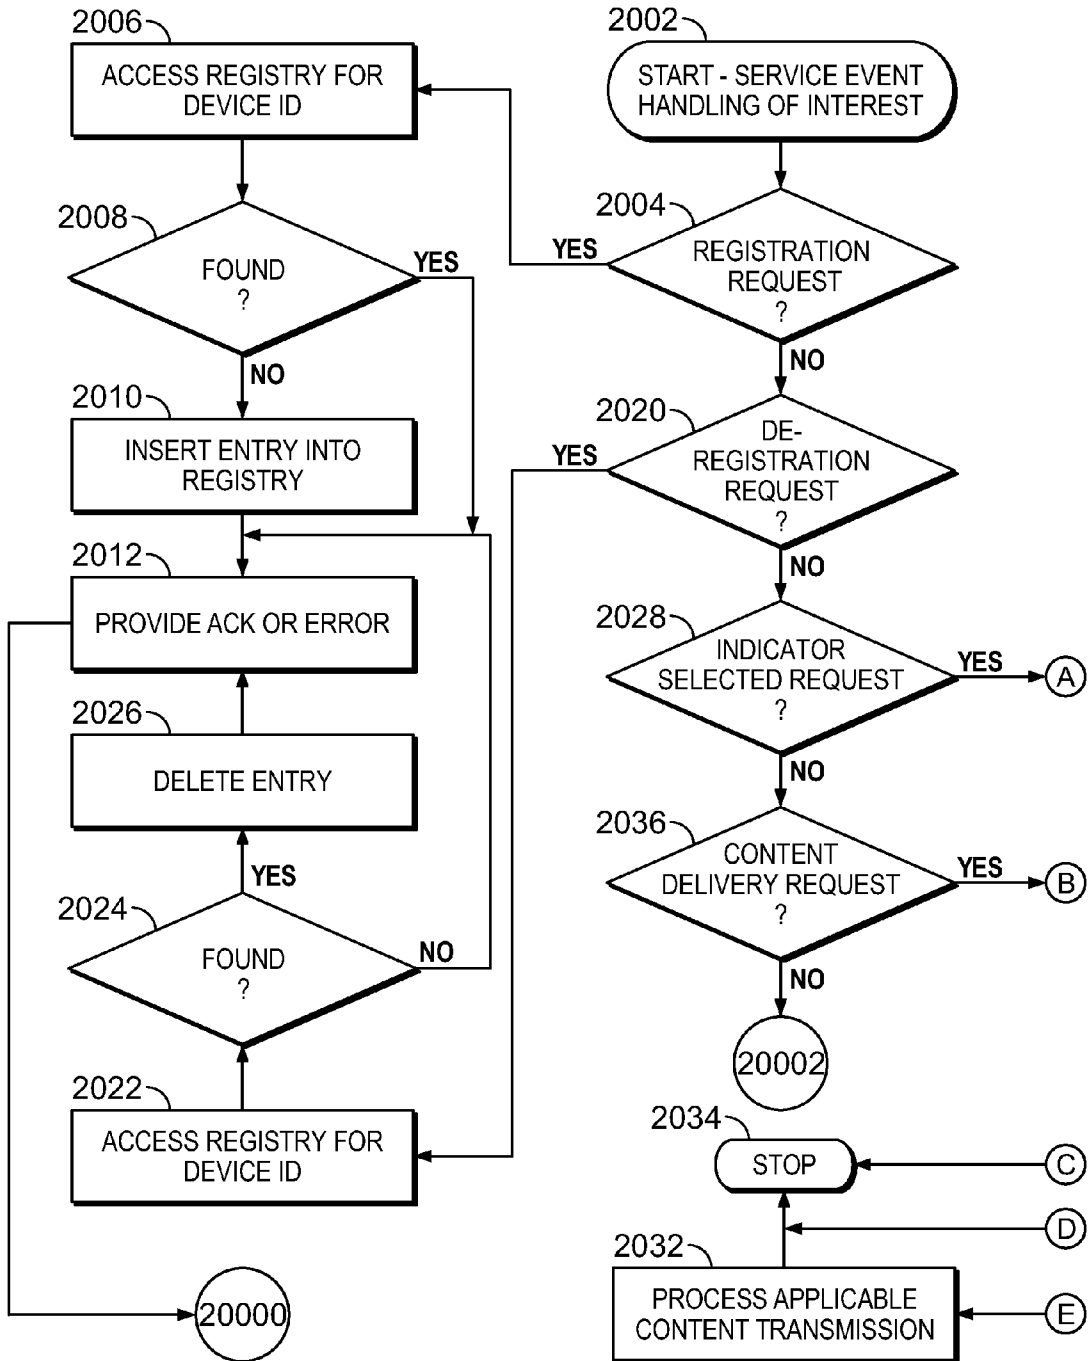 2006
ACCESS REGISTRY FOR
DEVICE ID
2002
START - SERVICE EVENT
HANDLING OF INTEREST
2008
FOUND
?
YES
NO
2004
REGISTRATION
REQUEST
?
YES
NO
2010
INSERT ENTRY INTO
REGISTRY
2020
DE-
REGISTRATION
REQUEST
?
YES
NO
2012
PROVIDE ACK OR ERROR
2028
INDICATOR
SELECTED REQUEST
?
YES
A
NO
2026
DELETE ENTRY
2036
CONTENT
DELIVERY REQUEST
?
YES
B
NO
YES
2024
FOUND
?
NO
20002
2022
ACCESS REGISTRY FOR
DEVICE ID
2034
STOP
C
D
2032
PROCESS APPLICABLE
CONTENT TRANSMISSION
E
20000